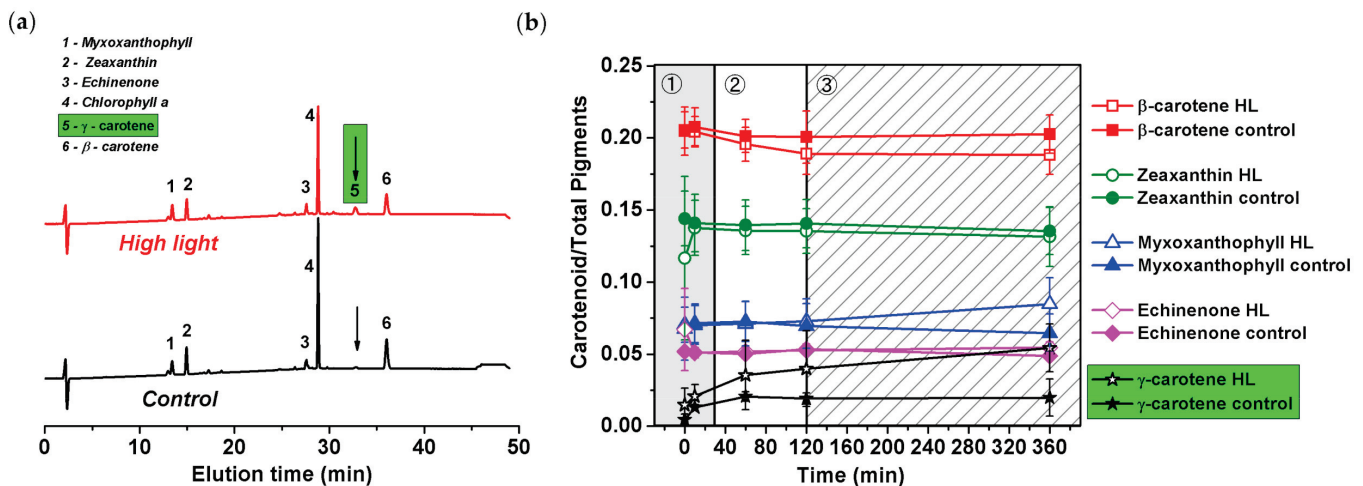 (a)
1 - Myxoxanthophyll
2 - Zeaxanthin
3 - Echinenone
4 - Chlorophyll a
5 - γ - carotene
6 - β - carotene
4
1 2 3 5 6
High light
4
1 2 3 6
Control
0 10 20 30 40 50
Elution time (min)
(b)
① ② ③
0.25
0.20
0.15
0.10
0.05
0.00
Carotenoid/Total Pigments
0 40 80 120 160 200 240 280 320 360
Time (min)
β-carotene HL
β-carotene control
Zeaxanthin HL
Zeaxanthin control
Myxoxanthophyll HL
Myxoxanthophyll control
Echinenone HL
Echinenone control
γ-carotene HL
γ-carotene control